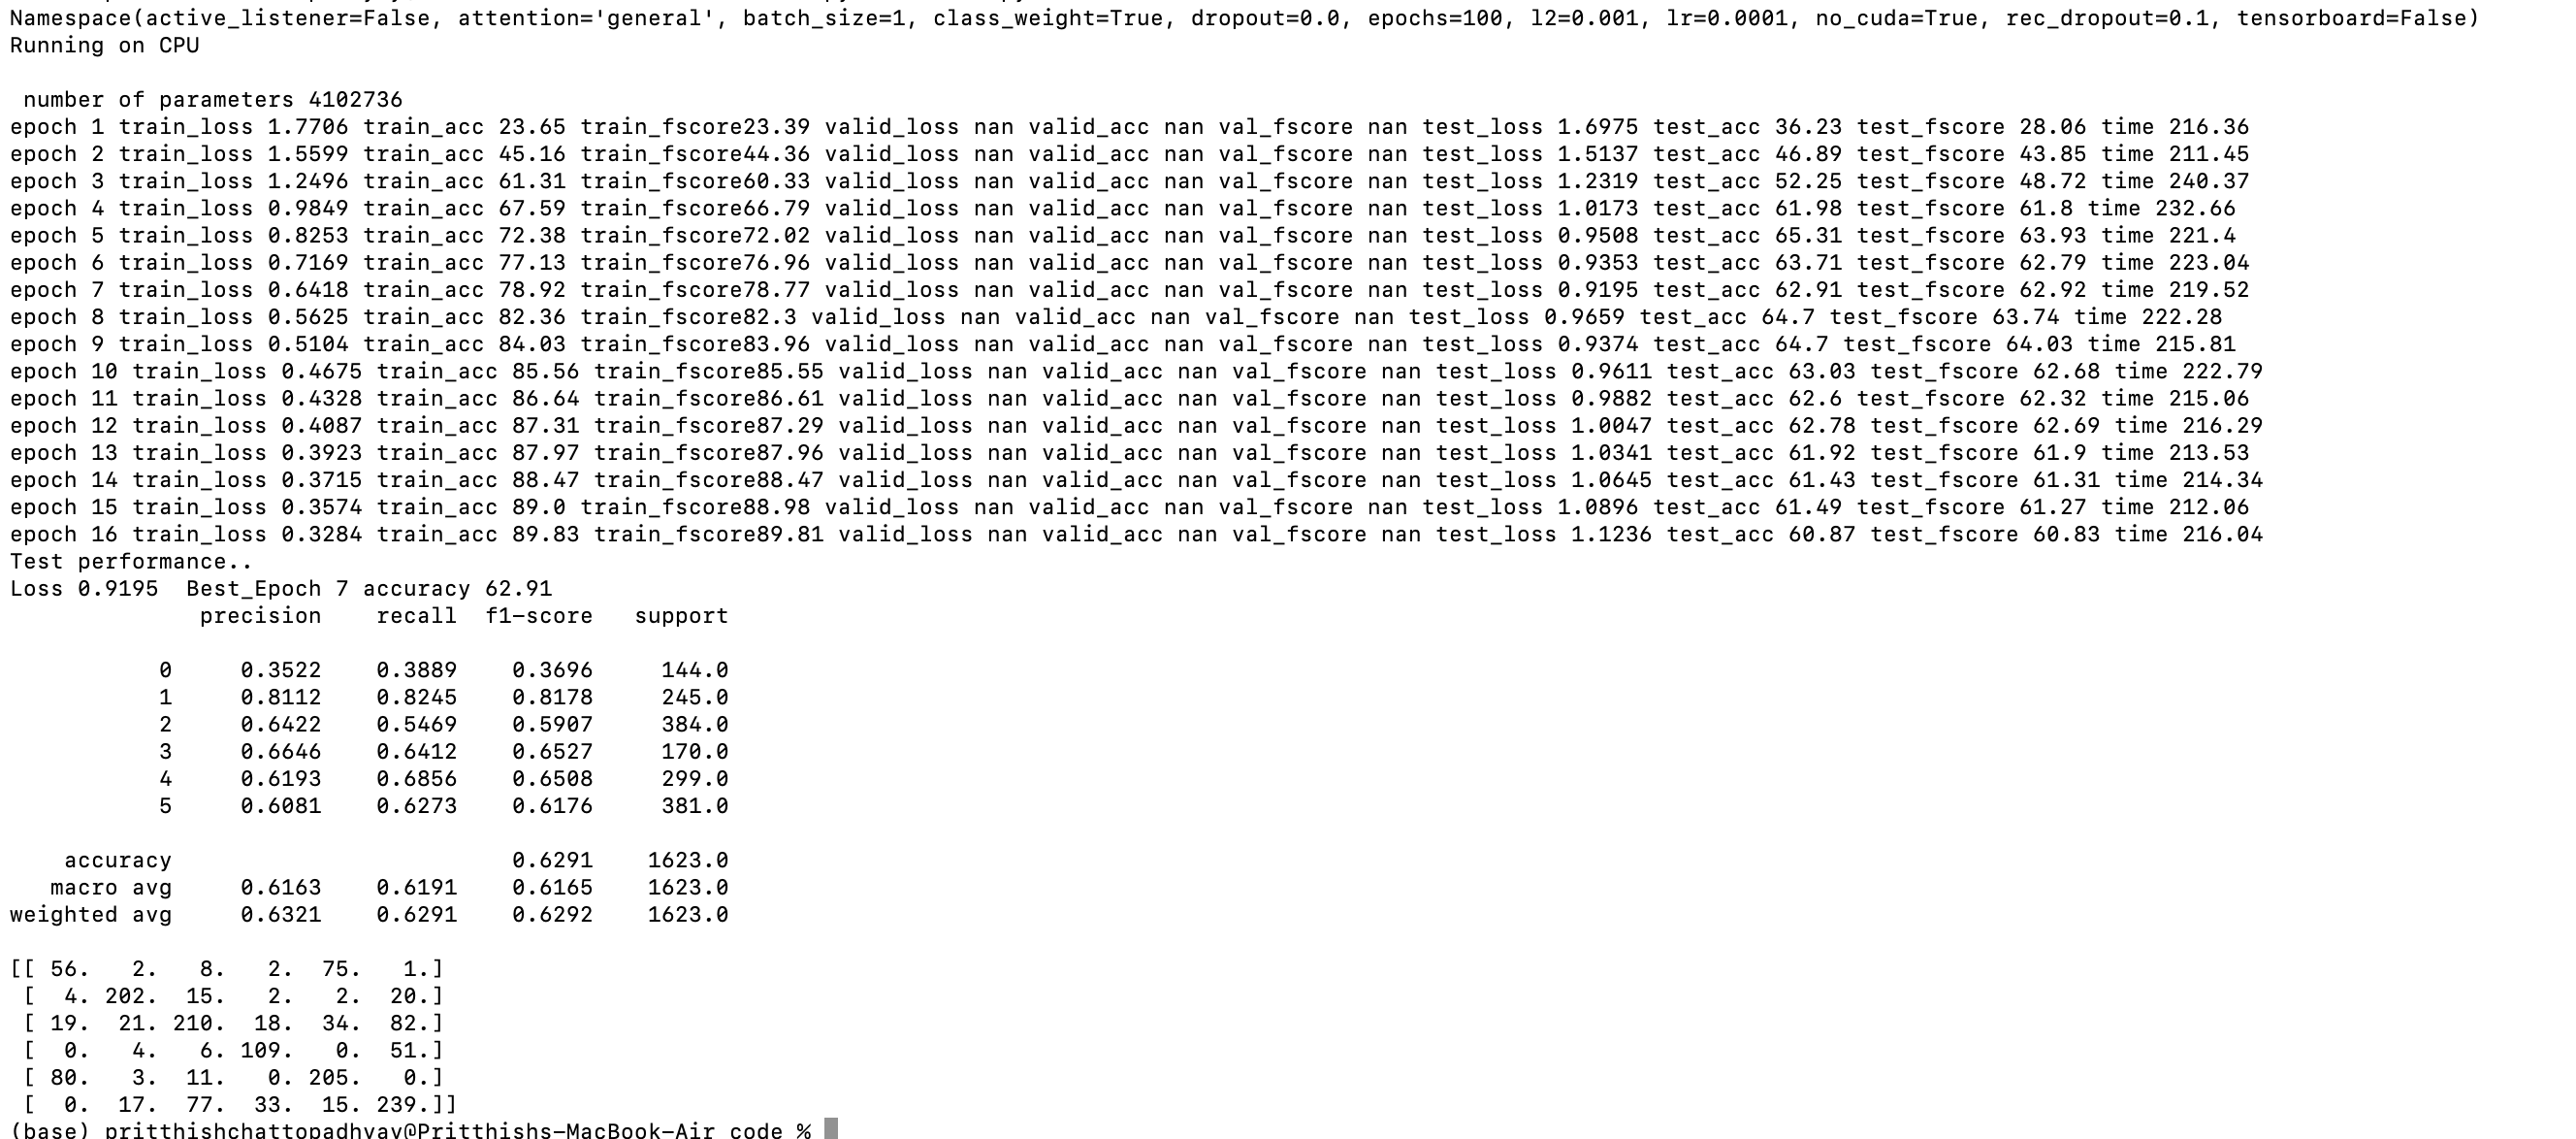 Namespace(active_listener=False, attention='general', batch_size=1, class_weight=True, dropout=0.0, epochs=100, l2=0.001, lr=0.0001, no_cuda=True, rec_dropout=0.1, tensorboard=False)
Running on CPU
number of parameters 4102736
epoch 1 train_loss 1.7706 train_acc 23.65 train_fscore23.39 valid_loss nan valid_acc nan val_fscore nan test_loss 1.6975 test_acc 36.23 test_fscore 28.06 time 216.36
epoch 2 train_loss 1.5599 train_acc 45.16 train_fscore44.36 valid_loss nan valid_acc nan val_fscore nan test_loss 1.5137 test_acc 46.89 test_fscore 43.85 time 211.45
epoch 3 train_loss 1.2496 train_acc 61.31 train_fscore60.33 valid_loss nan valid_acc nan val_fscore nan test_loss 1.2319 test_acc 52.25 test_fscore 48.72 time 240.37
epoch 4 train_loss 0.9849 train_acc 67.59 train_fscore66.79 valid_loss nan valid_acc nan val_fscore nan test_loss 1.0173 test_acc 61.98 test_fscore 61.8 time 232.66
epoch 5 train_loss 0.8253 train_acc 72.38 train_fscore72.02 valid_loss nan valid_acc nan val_fscore nan test_loss 0.9508 test_acc 65.31 test_fscore 63.93 time 221.4
epoch 6 train_loss 0.7169 train_acc 77.13 train_fscore76.96 valid_loss nan valid_acc nan val_fscore nan test_loss 0.9353 test_acc 63.71 test_fscore 62.79 time 223.04
epoch 7 train_loss 0.6418 train_acc 78.92 train_fscore78.77 valid_loss nan valid_acc nan val_fscore nan test_loss 0.9195 test_acc 62.91 test_fscore 62.92 time 219.52
epoch 8 train_loss 0.5625 train_acc 82.36 train_fscore82.3 valid_loss nan valid_acc nan val_fscore nan test_loss 0.9659 test_acc 64.7 test_fscore 63.74 time 222.28
epoch 9 train_loss 0.5104 train_acc 84.03 train_fscore83.96 valid_loss nan valid_acc nan val_fscore nan test_loss 0.9374 test_acc 64.7 test_fscore 64.03 time 215.81
epoch 10 train_loss 0.4675 train_acc 85.56 train_fscore85.55 valid_loss nan valid_acc nan val_fscore nan test_loss 0.9611 test_acc 63.03 test_fscore 62.68 time 222.79
epoch 11 train_loss 0.4328 train_acc 86.64 train_fscore86.61 valid_loss nan valid_acc nan val_fscore nan test_loss 0.9882 test_acc 62.6 test_fscore 62.32 time 215.06
epoch 12 train_loss 0.4087 train_acc 87.31 train_fscore87.29 valid_loss nan valid_acc nan val_fscore nan test_loss 1.0047 test_acc 62.78 test_fscore 62.69 time 216.29
epoch 13 train_loss 0.3923 train_acc 87.97 train_fscore87.96 valid_loss nan valid_acc nan val_fscore nan test_loss 1.0341 test_acc 61.92 test_fscore 61.9 time 213.53
epoch 14 train_loss 0.3715 train_acc 88.47 train_fscore88.47 valid_loss nan valid_acc nan val_fscore nan test_loss 1.0645 test_acc 61.43 test_fscore 61.31 time 214.34
epoch 15 train_loss 0.3574 train_acc 89.0 train_fscore88.98 valid_loss nan valid_acc nan val_fscore nan test_loss 1.0896 test_acc 61.49 test_fscore 61.27 time 212.06
epoch 16 train_loss 0.3284 train_acc 89.83 train_fscore89.81 valid_loss nan valid_acc nan val_fscore nan test_loss 1.1236 test_acc 60.87 test_fscore 60.83 time 216.04
Test performance..
Loss 0.9195  Best_Epoch 7 accuracy 62.91
              precision    recall  f1-score   support
           0     0.3522    0.3889    0.3696     144.0
           1     0.8112    0.8245    0.8178     245.0
           2     0.6422    0.5469    0.5907     384.0
           3     0.6646    0.6412    0.6527     170.0
           4     0.6193    0.6856    0.6508     299.0
           5     0.6081    0.6273    0.6176     381.0
    accuracy                         0.6291    1623.0
   macro avg     0.6163    0.6191    0.6165    1623.0
weighted avg     0.6321    0.6291    0.6292    1623.0
[[ 56.   2.   8.   2.  75.   1.]
 [  4. 202.  15.   2.   2.  20.]
 [ 19.  21. 210.  18.  34.  82.]
 [  0.   4.   6. 109.   0.  51.]
 [ 80.   3.  11.   0. 205.   0.]
 [  0.  17.  77.  33.  15. 239.]]
(base) pritthishchattopadhyay@Pritthishs-MacBook-Air code %